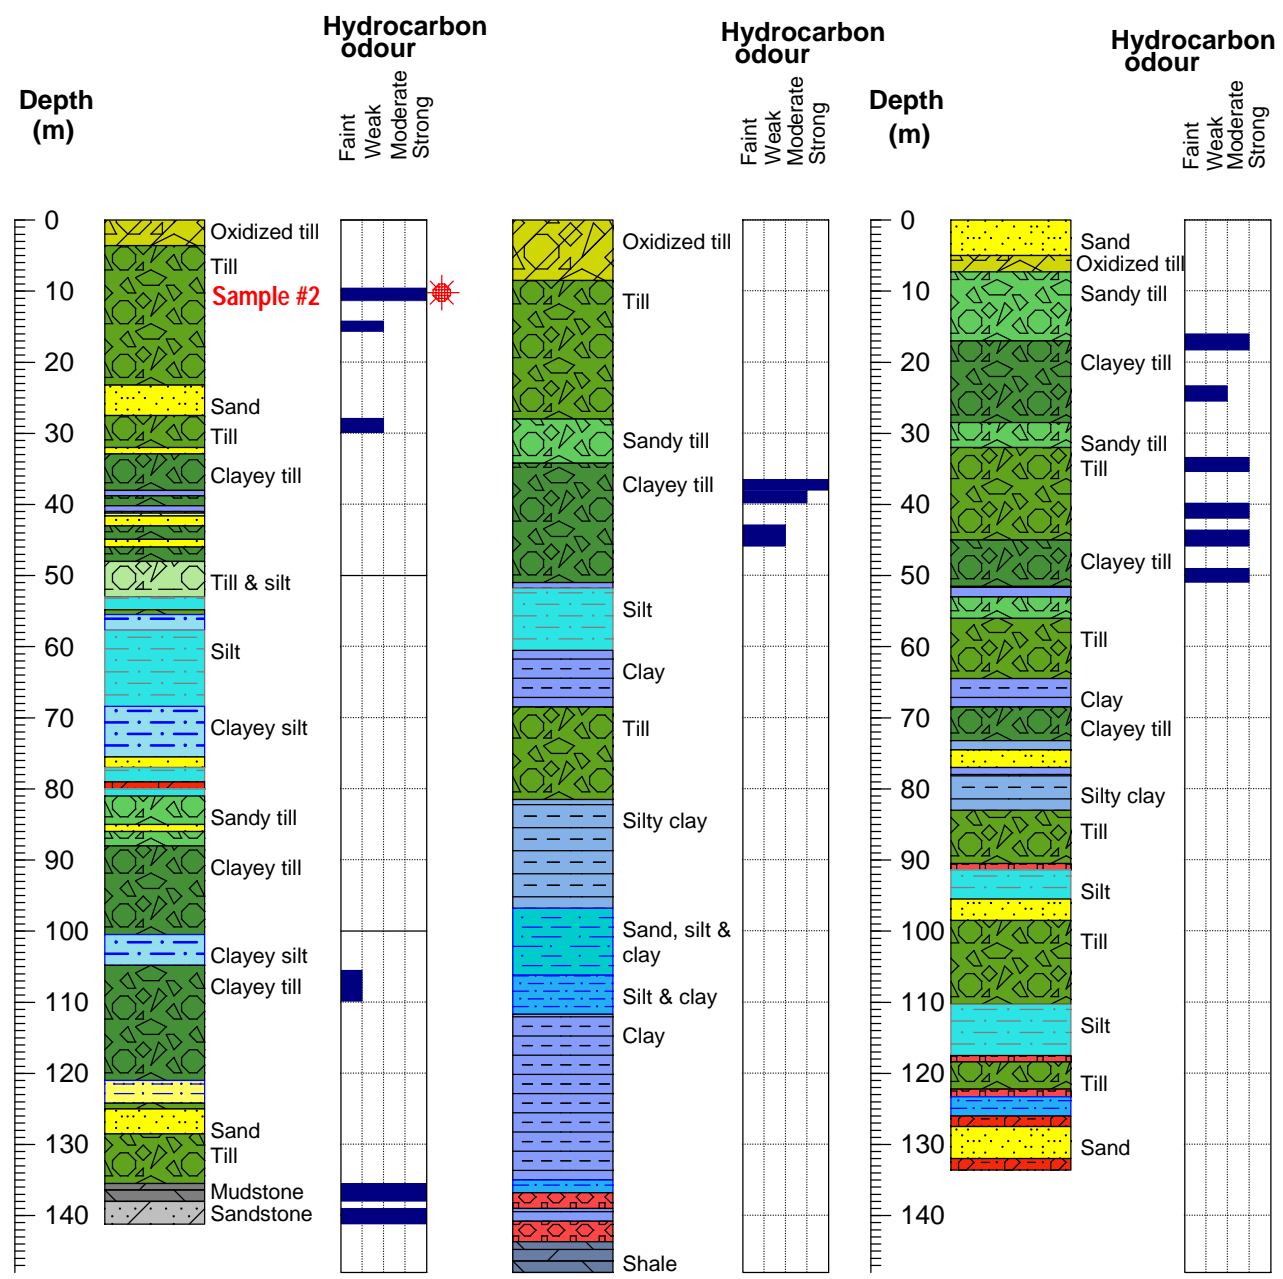 Hydrocarbon
odour
Faint
Weak
Moderate
Strong
Depth
(m)
0
10
20
30
40
50
60
70
80
90
100
110
120
130
140
Oxidized till
Till
Sample #2
Sand
Till
Clayey till
Till & silt
Silt
Clayey silt
Sandy till
Clayey till
Clayey silt
Clayey till
Sand
Till
Mudstone
Sandstone
Hydrocarbon
odour
Faint
Weak
Moderate
Strong
Oxidized till
Till
Sandy till
Clayey till
Silt
Clay
Till
Silty clay
Sand, silt &
clay
Silt & clay
Clay
Shale
Hydrocarbon
odour
Faint
Weak
Moderate
Strong
Depth
(m)
0
10
20
30
40
50
60
70
80
90
100
110
120
130
140
Sand
Oxidized till
Sandy till
Clayey till
Sandy till
Till
Clayey till
Till
Clay
Clayey till
Silty clay
Till
Silt
Till
Silt
Till
Sand